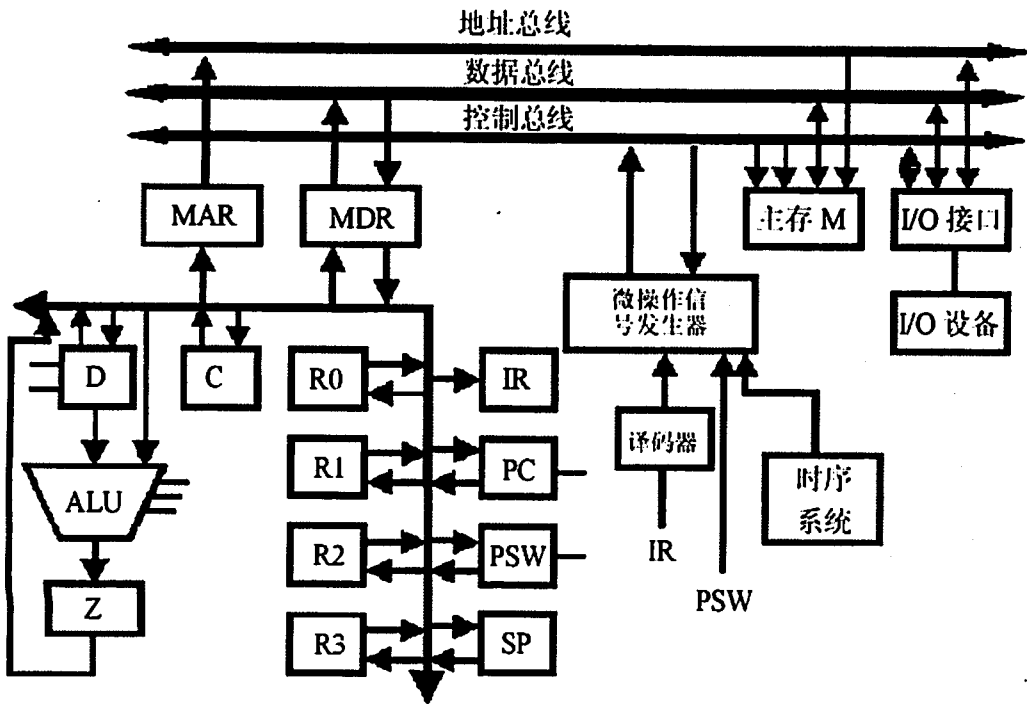 地址总线
数据总线
控制总线
MAR
MDR
主存 M
I/O 接口
微操作信
号发生器
I/O 设备
D
C
R0
IR
译码器
R1
PC
时序
系统
ALU
R2
PSW
IR
PSW
Z
R3
SP